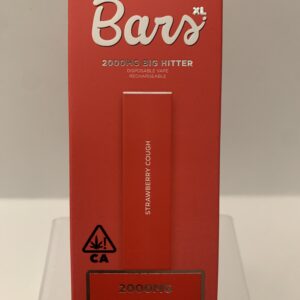 Bars XL
2000MG BIG HITTER
DISPOSABLE VAPE
RECHARGEABLE
STRAWBERRY COUGH
CA
2000MG